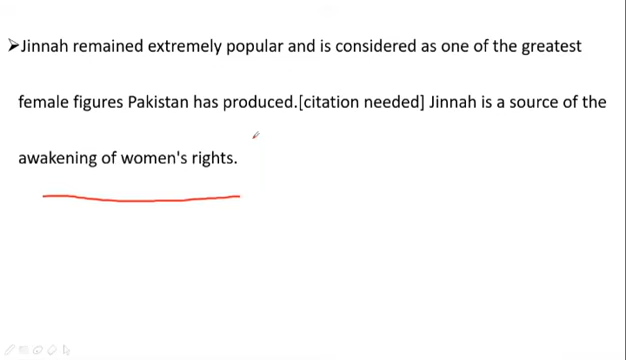 ➢Jinnah remained extremely popular and is considered as one of the greatest
female figures Pakistan has produced.[citation needed] Jinnah is a source of the
awakening of women's rights.